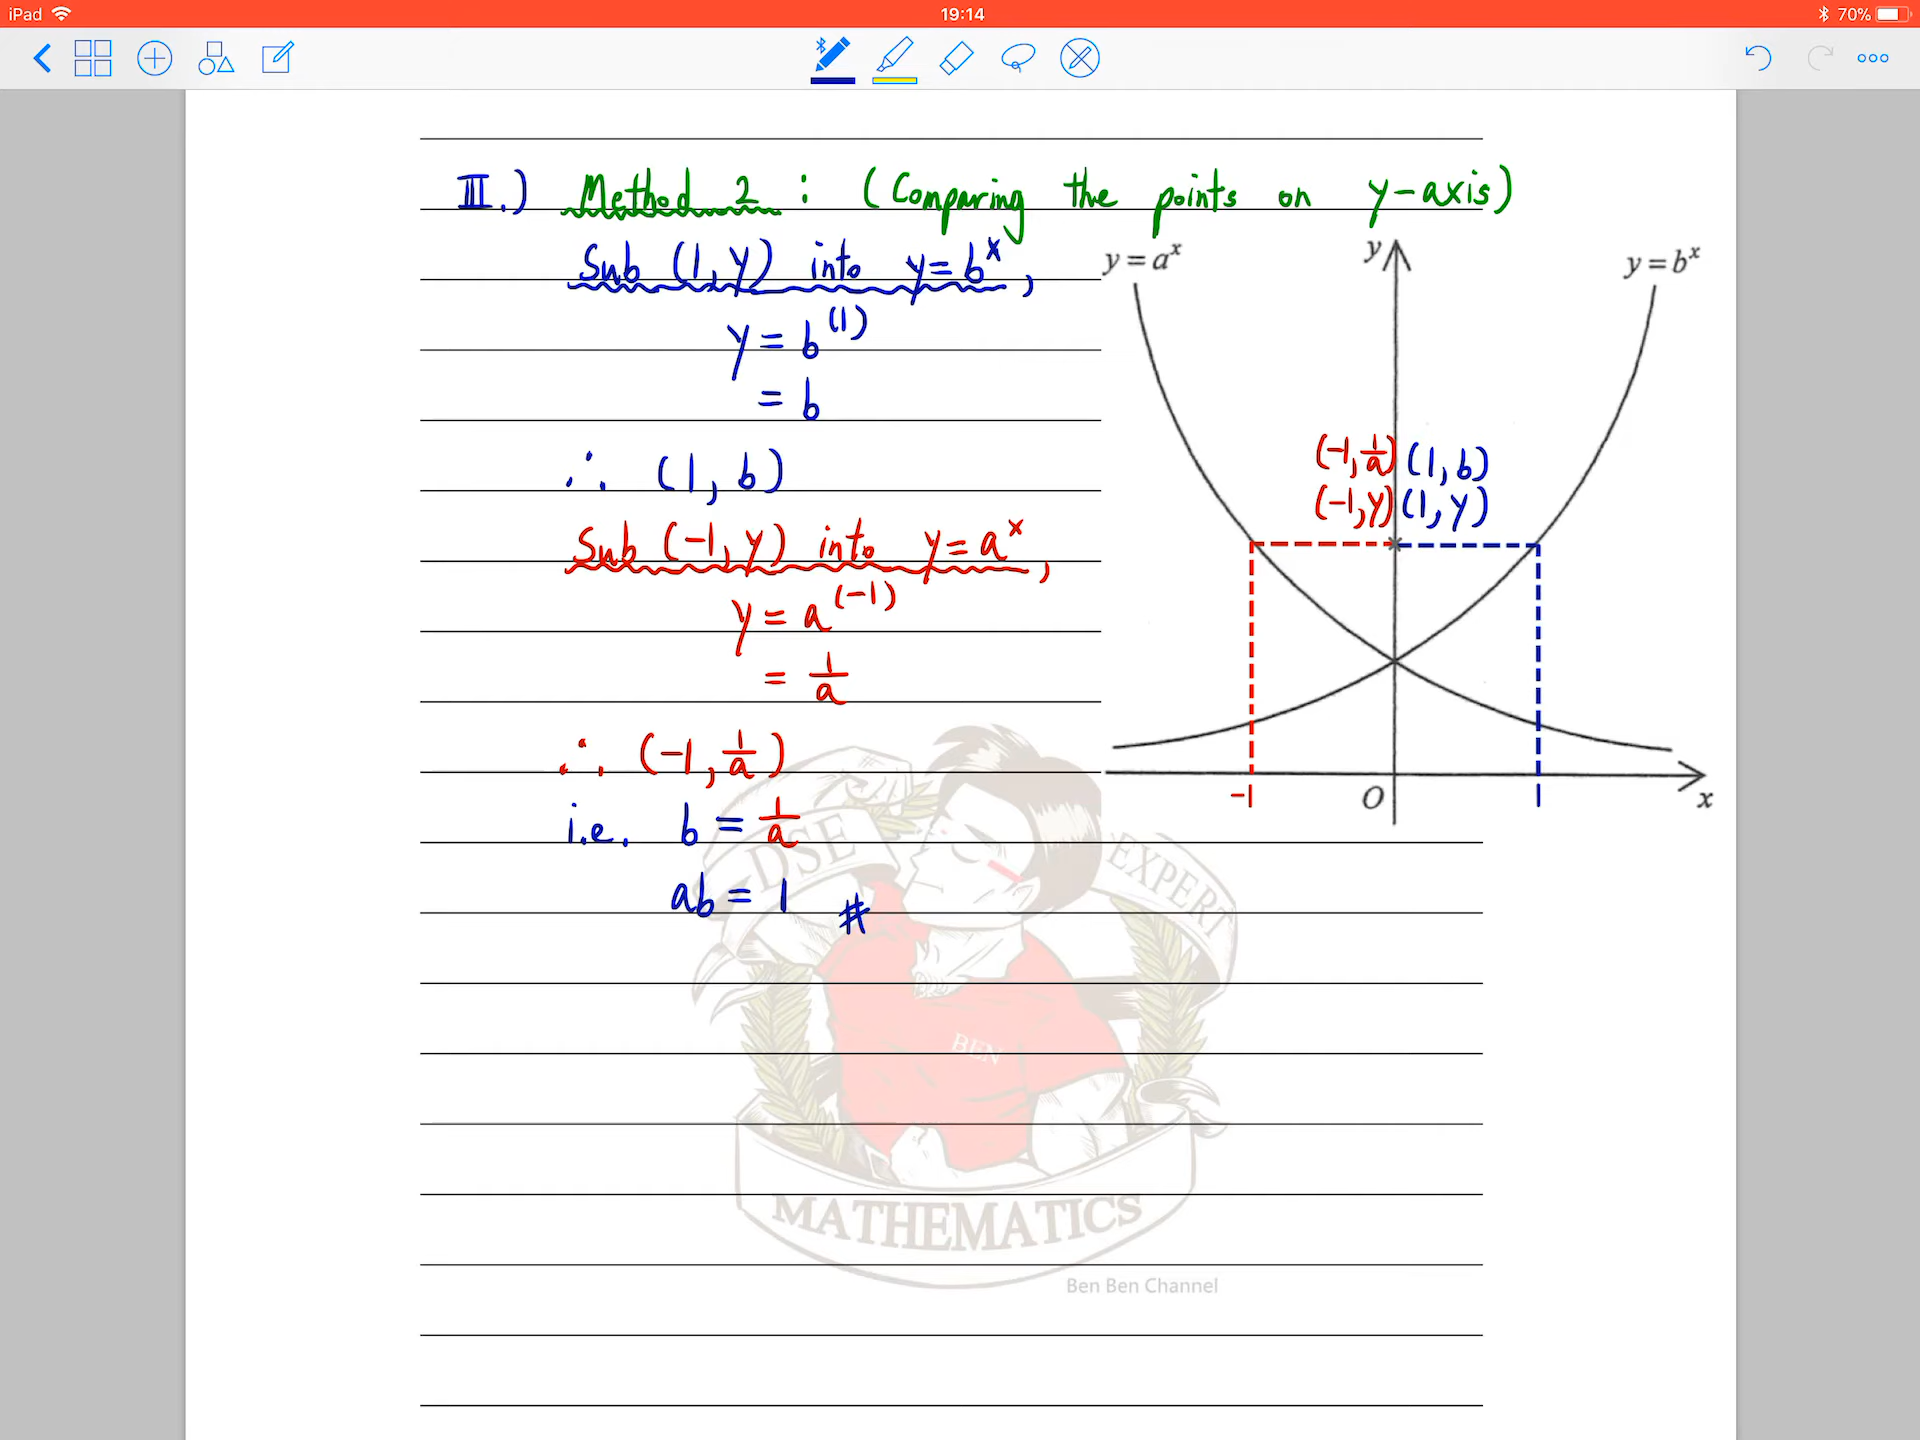 iPad 19:14 70%
III.) Method 2 : (Comparing the points on y-axis)
Sub (1, y) into y = b^x,
y = b^(1)
= b
∴ (1, b)
Sub (-1, y) into y = a^x,
y = a^(-1)
= 1/a
∴ (-1, 1/a)
i.e. b = 1/a
ab = 1 #
y = a^x y y = b^x
(-1, 1/a) (1, b)
(-1, y) (1, y)
-1 O 1 x
DSE EXPERT
BEN
MATHEMATICS
Ben Ben Channel